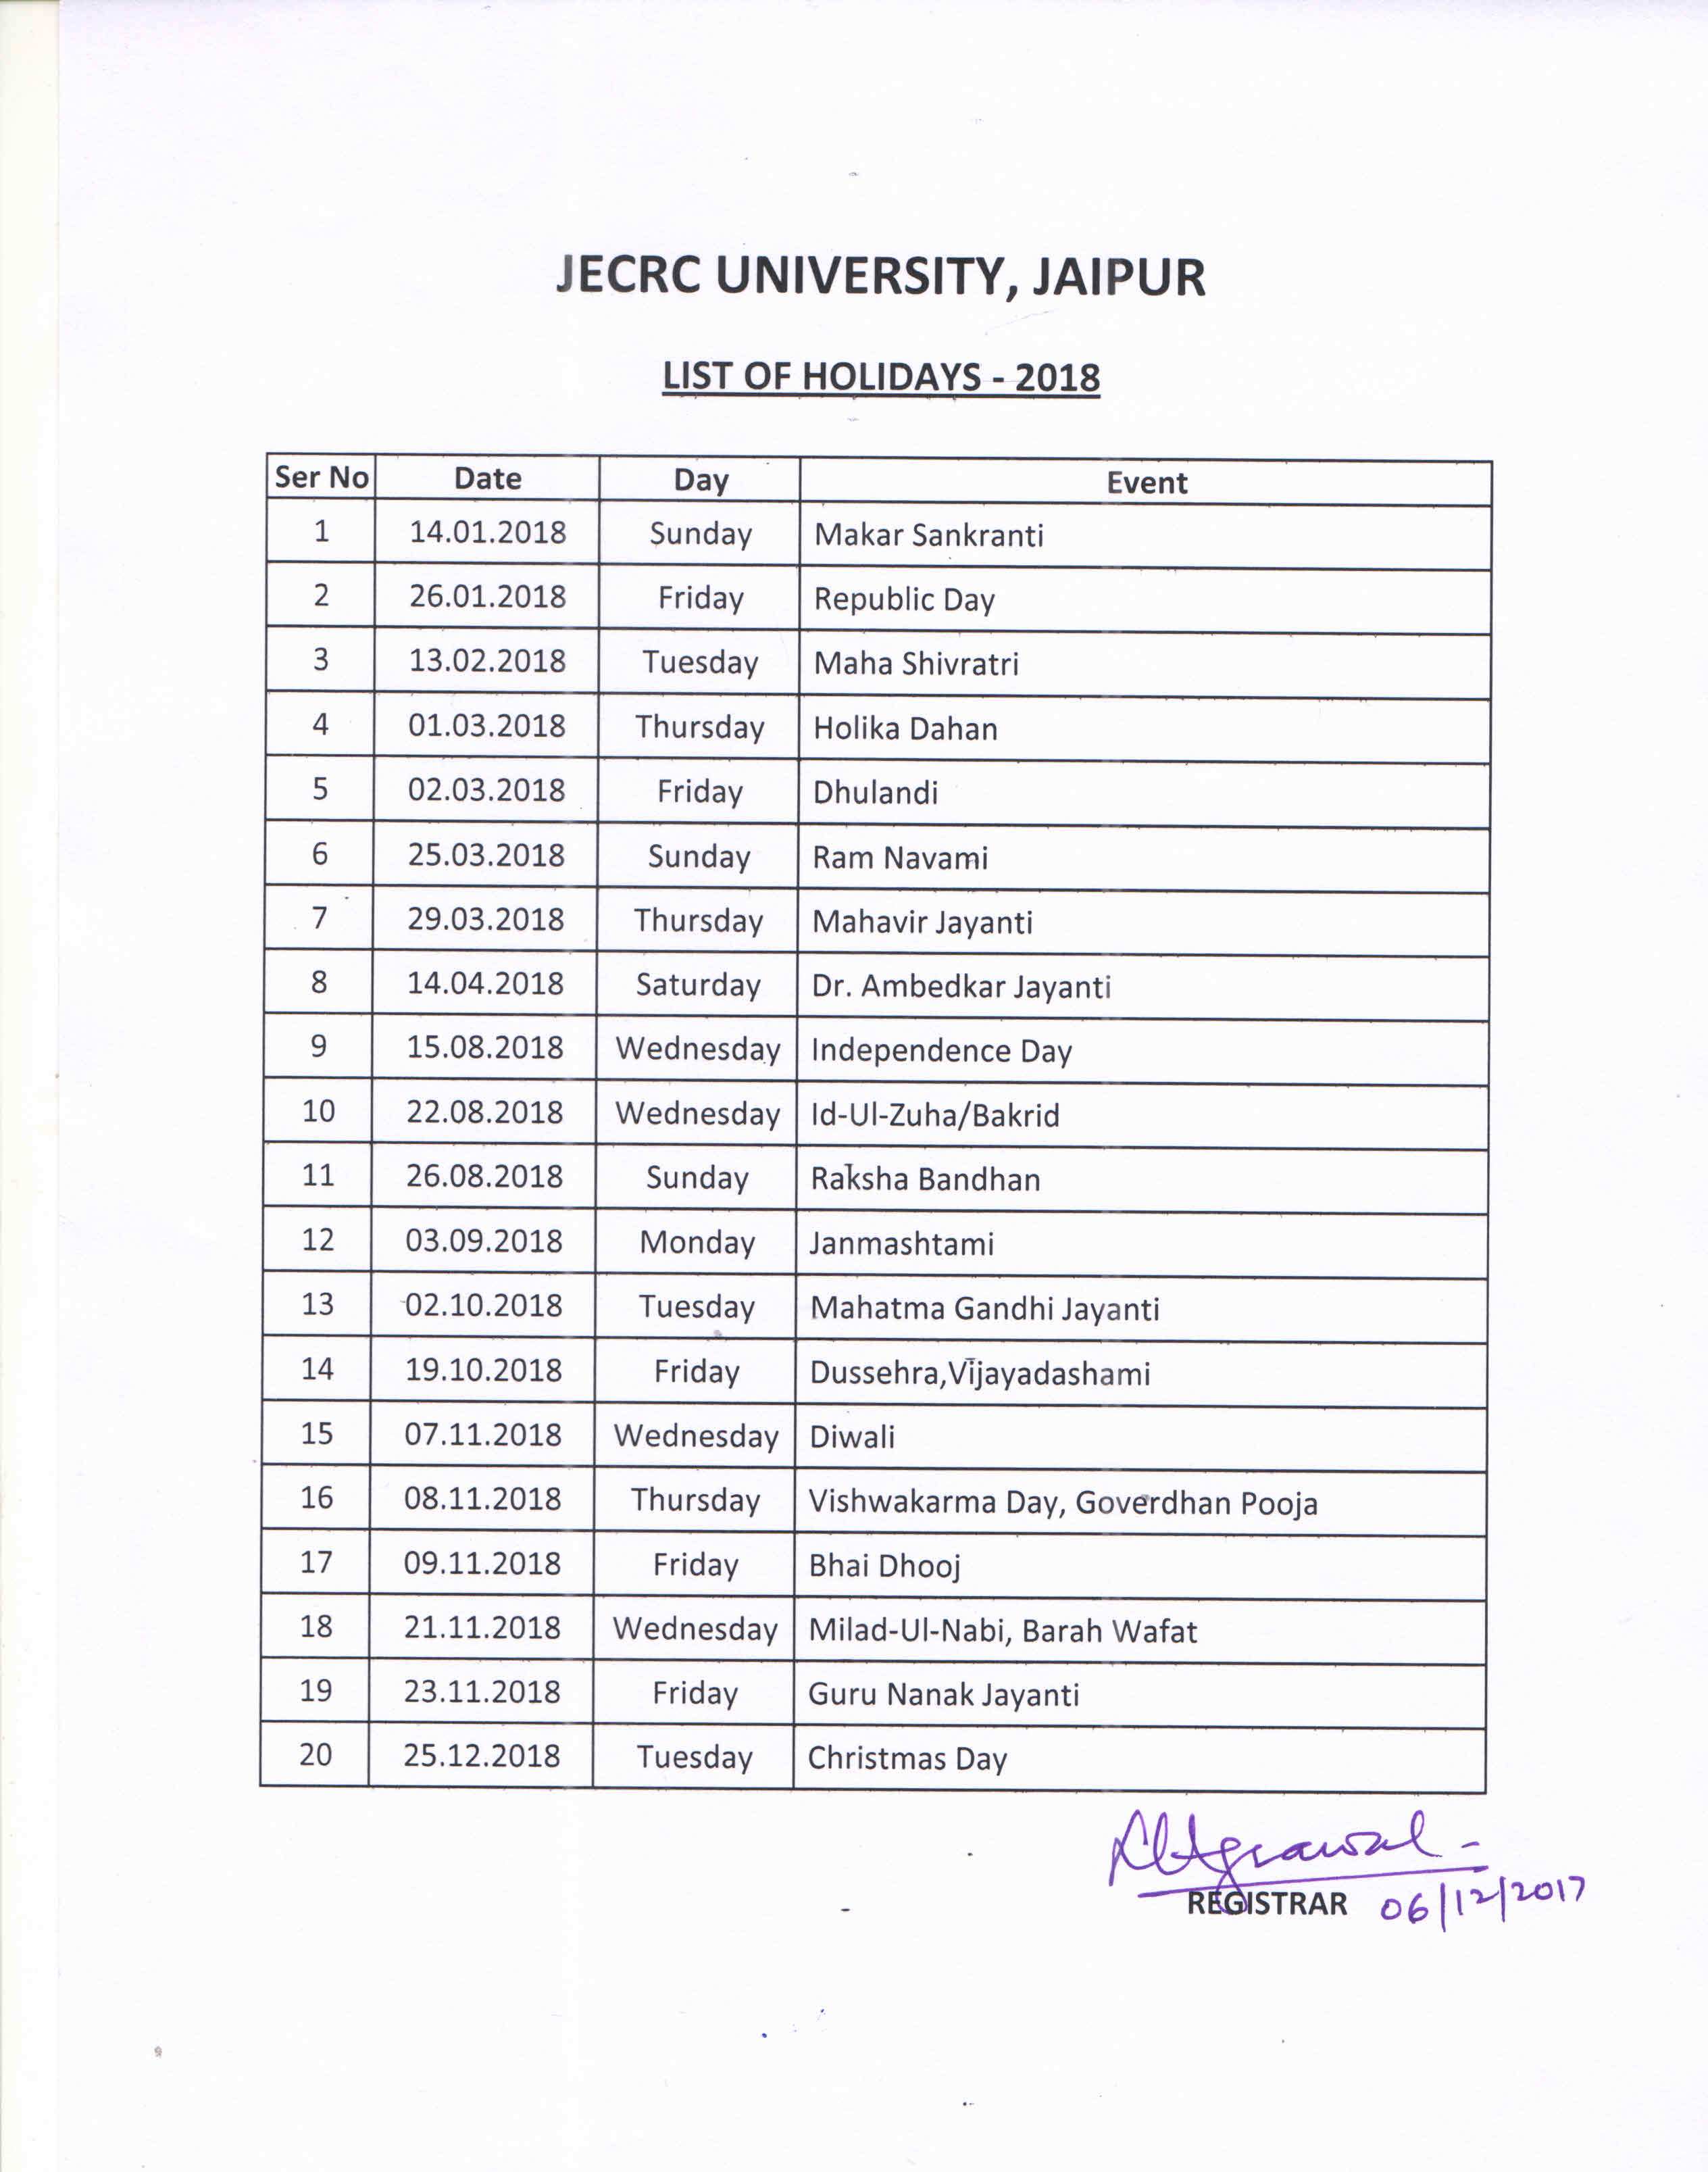 JECRC UNIVERSITY, JAIPUR
LIST OF HOLIDAYS - 2018
Ser No Date Day Event
1 14.01.2018 Sunday Makar Sankranti
2 26.01.2018 Friday Republic Day
3 13.02.2018 Tuesday Maha Shivratri
4 01.03.2018 Thursday Holika Dahan
5 02.03.2018 Friday Dhulandi
6 25.03.2018 Sunday Ram Navami
7 29.03.2018 Thursday Mahavir Jayanti
8 14.04.2018 Saturday Dr. Ambedkar Jayanti
9 15.08.2018 Wednesday Independence Day
10 22.08.2018 Wednesday Id-Ul-Zuha/Bakrid
11 26.08.2018 Sunday Raksha Bandhan
12 03.09.2018 Monday Janmashtami
13 02.10.2018 Tuesday Mahatma Gandhi Jayanti
14 19.10.2018 Friday Dussehra,Vijayadashami
15 07.11.2018 Wednesday Diwali
16 08.11.2018 Thursday Vishwakarma Day, Goverdhan Pooja
17 09.11.2018 Friday Bhai Dhooj
18 21.11.2018 Wednesday Milad-Ul-Nabi, Barah Wafat
19 23.11.2018 Friday Guru Nanak Jayanti
20 25.12.2018 Tuesday Christmas Day
REGISTRAR 06/12/2017